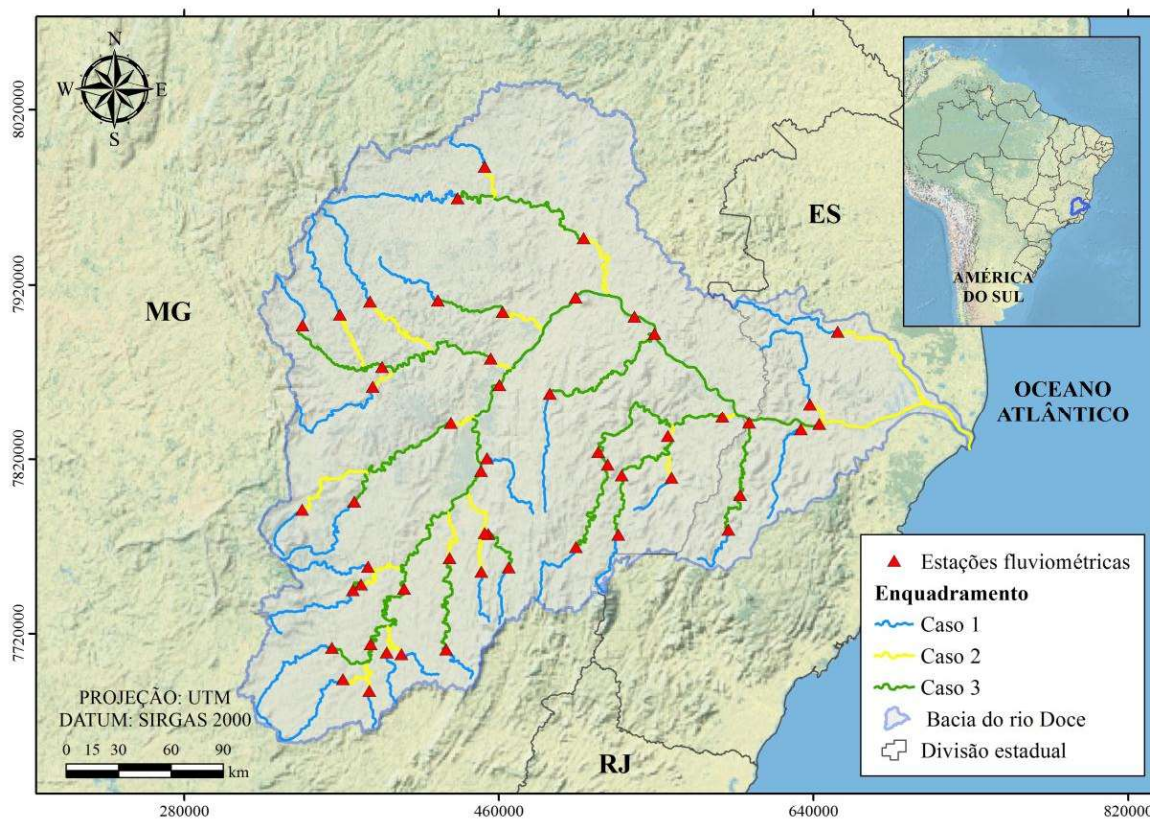 N
W E
S
8020000
7920000
7820000
7720000
MG
ES
RJ
AMÉRICA
DO SUL
OCEANO
ATLÂNTICO
PROJEÇÃO: UTM
DATUM: SIRGAS 2000
0 15 30 60 90
km
Estações fluviométricas
Enquadramento
Caso 1
Caso 2
Caso 3
Bacia do rio Doce
Divisão estadual
280000 460000 640000 820000